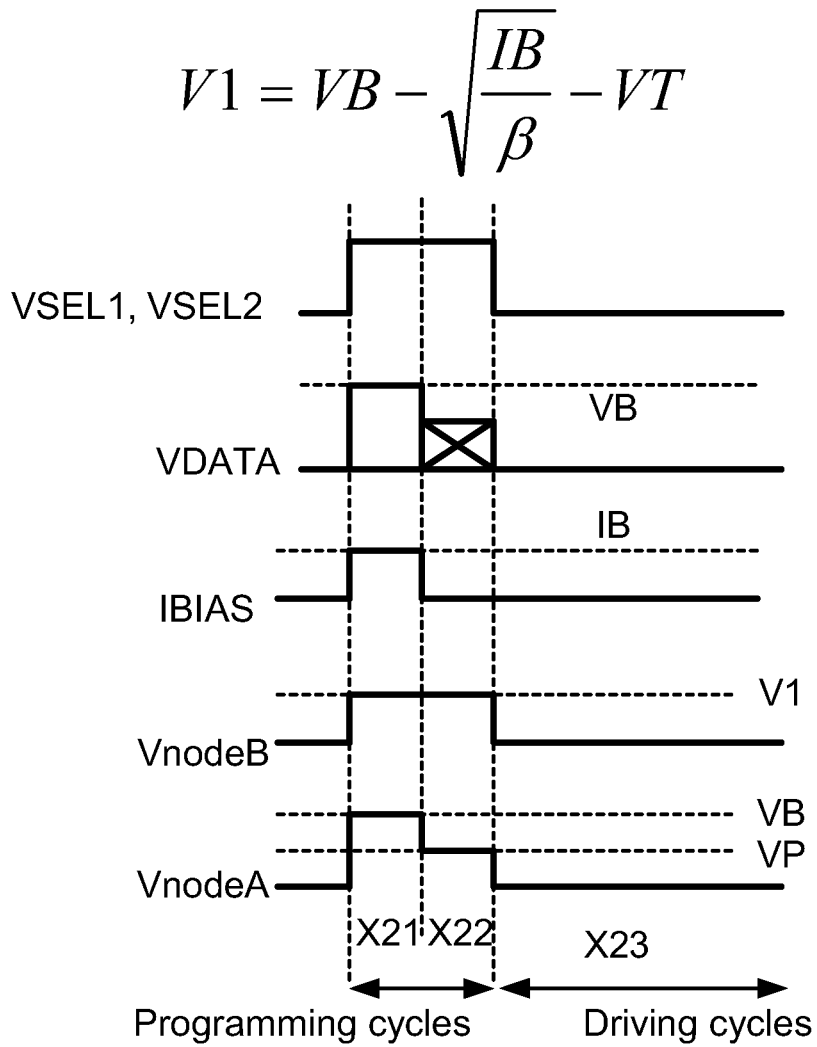 V1 = VB − √(IB/β) − VT
VSEL1, VSEL2
VB
VDATA
IB
IBIAS
V1
VnodeB
VB
VP
VnodeA
X21 X22 X23
Programming cycles Driving cycles